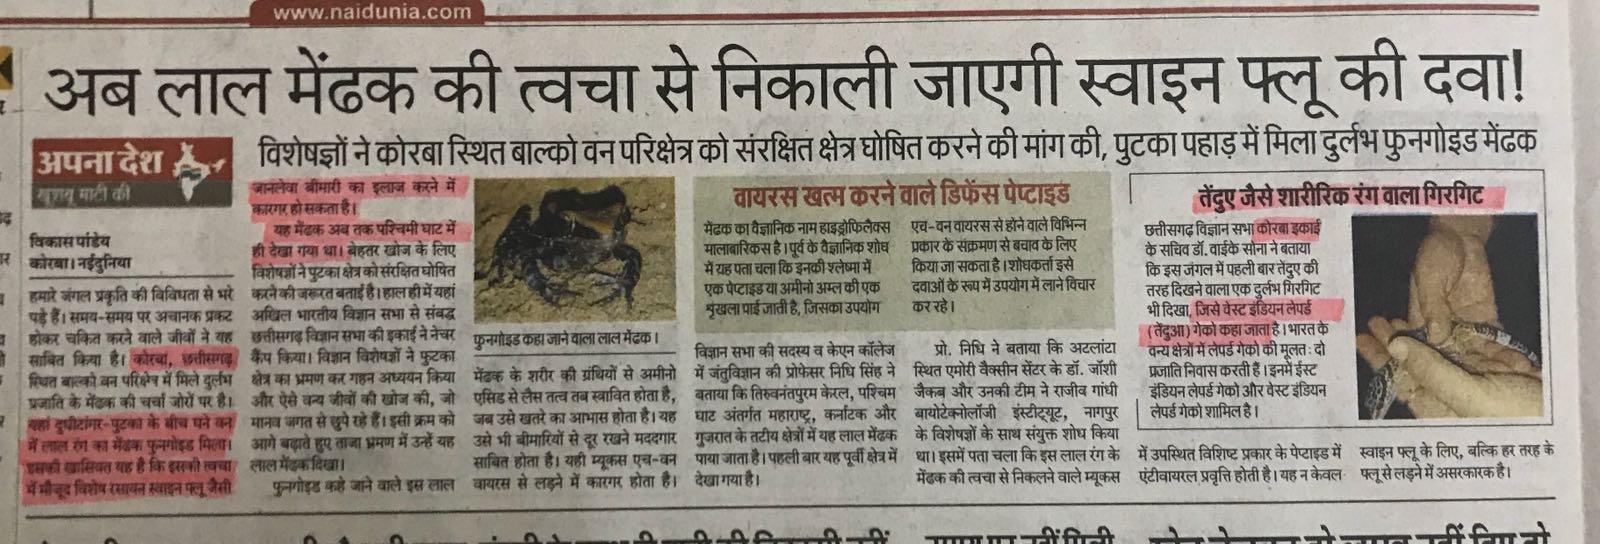 www.naidunia.com
अब लाल मेंढक की त्वचा से निकाली जाएगी स्वाइन फ्लू की दवा!
अपना देश
खुशबू माटी की
विशेषज्ञों ने कोरबा स्थित बाल्को वन परिक्षेत्र को संरक्षित क्षेत्र घोषित करने की मांग की, पुटका पहाड़ में मिला दुर्लभ फुनगोइड मेंढक
विकास पांडेय
कोरबा। नईदुनिया
हमारे जंगल प्रकृति की विविधता से भरे
पड़े हैं। समय-समय पर अचानक प्रकट
होकर चकित करने वाले जीवों ने यह
साबित किया है। कोरबा, छत्तीसगढ़
स्थित बाल्को वन परिक्षेत्र में मिले दुर्लभ
प्रजाति के मेंढक की चर्चा जोरों पर है।
यहां दुधीटांगर-पुटका के बीच घने वन
में लाल रंग का मेंढक फुनगोइड मिला।
इसकी खासियत यह है कि इसकी त्वचा
में मौजूद विशेष रसायन स्वाइन फ्लू जैसी
जानलेवा बीमारी का इलाज करने में
कारगर हो सकता है।
यह मेंढक अब तक पश्चिमी घाट में
ही देखा गया था। बेहतर खोज के लिए
विशेषज्ञों ने पुटका क्षेत्र को संरक्षित घोषित
करने की जरूरत बताई है। हाल ही में यहां
अखिल भारतीय विज्ञान सभा से संबद्ध
छत्तीसगढ़ विज्ञान सभा की इकाई ने नेचर
कैंप किया। विज्ञान विशेषज्ञों ने फुटका
क्षेत्र का भ्रमण कर गहन अध्ययन किया
और ऐसे वन्य जीवों की खोज की, जो
मानव जगत से छुपे रहे हैं। इसी क्रम को
आगे बढ़ाते हुए ताजा भ्रमण में उन्हें यह
लाल मेंढक दिखा।
फुनगोइड कहे जाने वाले इस लाल
फुनगोइड कहा जाने वाला लाल मेंढक।
मेंढक के शरीर की ग्रंथियों से अमीनो
एसिड से लैस तत्व तब स्रावित होता है,
जब उसे खतरे का आभास होता है। यह
उसे भी बीमारियों से दूर रखने मददगार
साबित होता है। यही म्यूकस एच-वन
वायरस से लड़ने में कारगर होता है।
वायरस खत्म करने वाले डिफेंस पेप्टाइड
मेंढक का वैज्ञानिक नाम हाइड्रोफिलैक्स
मालाबारिकस है। पूर्व के वैज्ञानिक शोध
में यह पता चला कि इनकी श्लेष्मा में
एक पेप्टाइड या अमीनो अम्ल की एक
श्रृंखला पाई जाती है, जिसका उपयोग
एच-वन वायरस से होने वाले विभिन्न
प्रकार के संक्रमण से बचाव के लिए
किया जा सकता है। शोधकर्ता इसे
दवाओं के रूप में उपयोग में लाने विचार
कर रहे।
विज्ञान सभा की सदस्य व केएन कॉलेज
में जंतुविज्ञान की प्रोफेसर निधि सिंह ने
बताया कि तिरुवनंतपुरम केरल, पश्चिम
घाट अंतर्गत महाराष्ट्र, कर्नाटक और
गुजरात के तटीय क्षेत्रों में यह लाल मेंढक
पाया जाता है। पहली बार यह पूर्वी क्षेत्र में
देखा गया है।
प्रो. निधि ने बताया कि अटलांटा
स्थित एमोरी वैक्सीन सेंटर के डॉ. जॉशी
जैकब और उनकी टीम ने राजीव गांधी
बायोटेक्नोलॉजी इंस्टीट्यूट, नागपुर
के विशेषज्ञों के साथ संयुक्त शोध किया
था। इसमें पता चला कि इस लाल रंग के
मेंढक की त्वचा से निकलने वाले म्यूकस
तेंदुए जैसे शारीरिक रंग वाला गिरगिट
छत्तीसगढ़ विज्ञान सभा कोरबा इकाई
के सचिव डॉ. वाईके सोना ने बताया
कि इस जंगल में पहली बार तेंदुए की
तरह दिखने वाला एक दुर्लभ गिरगिट
भी दिखा, जिसे वेस्ट इंडियन लेपर्ड
(तेंदुआ) गेको कहा जाता है। भारत के
वन्य क्षेत्रों में लेपर्ड गेको की मूलत: दो
प्रजाति निवास करती हैं। इनमें ईस्ट
इंडियन लेपर्ड गेको और वेस्ट इंडियन
लेपर्ड गेको शामिल है।
में उपस्थित विशिष्ट प्रकार के पेप्टाइड में
एंटीवायरल प्रवृत्ति होती है। यह न केवल
स्वाइन फ्लू के लिए, बल्कि हर तरह के
फ्लू से लड़ने में असरकारक है।